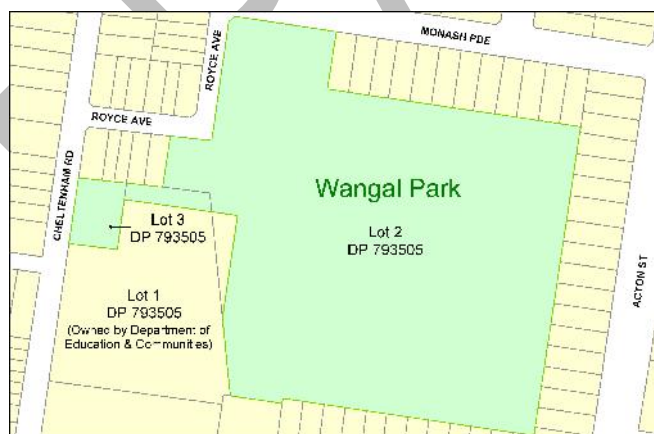 MONASH PDE
ROYCE AVE
ROYCE AVE
CHELTENHAM RD
Wangal Park
Lot 2
DP 793505
Lot 3
DP 793505
Lot 1
DP 793505
(Owned by Department of
Education & Communities)
ACTON ST